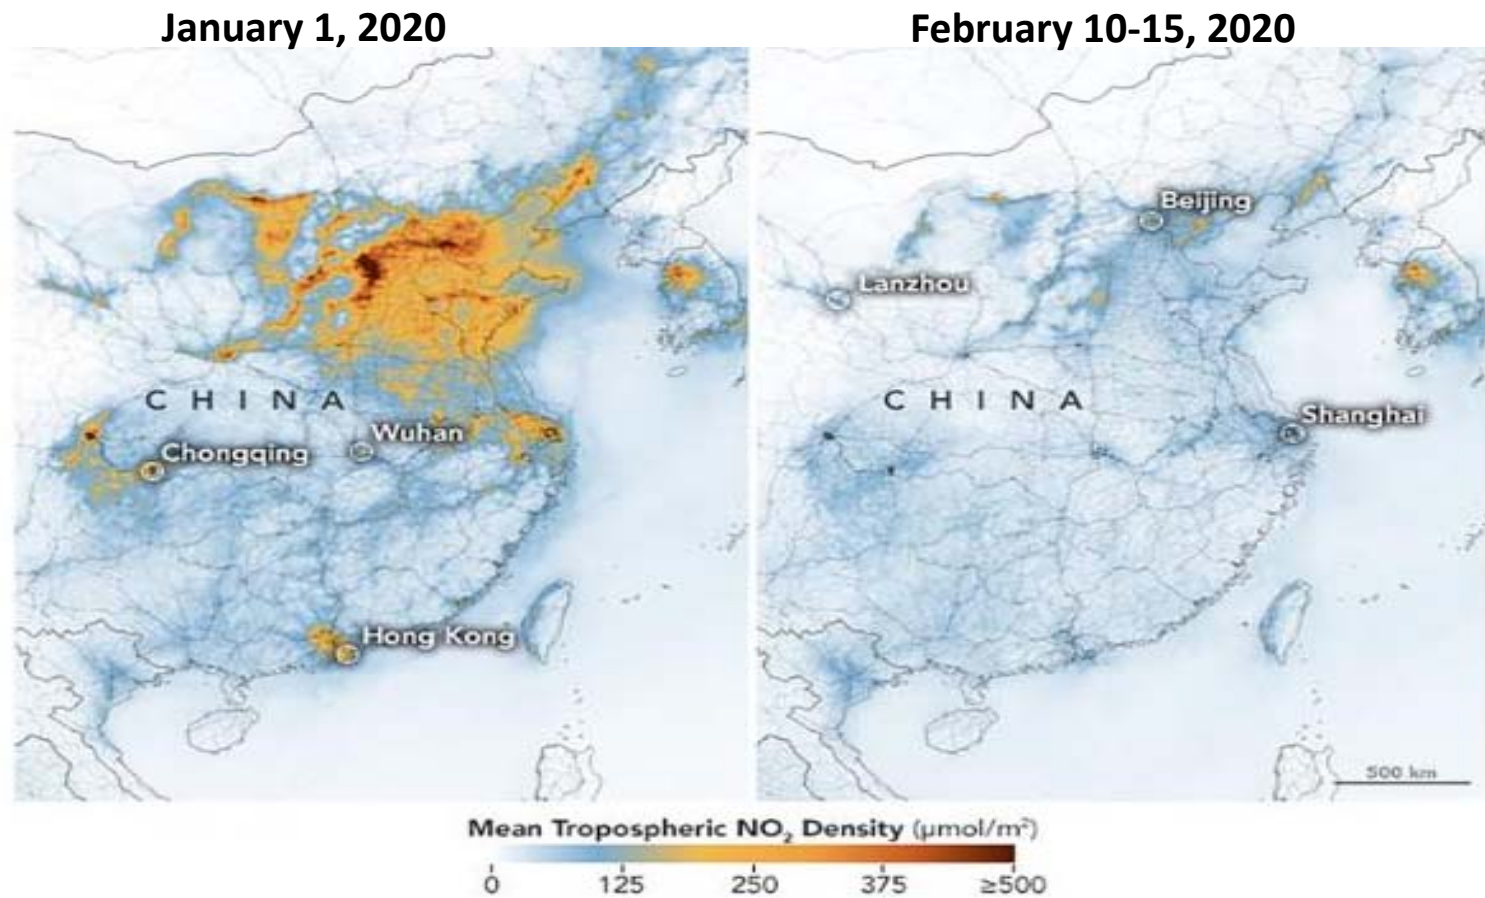 January 1, 2020
February 10-15, 2020
CHINA
Wuhan
Chongqing
Hong Kong
Beijing
Lanzhou
CHINA
Shanghai
500 km
Mean Tropospheric NO₂ Density (µmol/m²)
0 125 250 375 ≥500